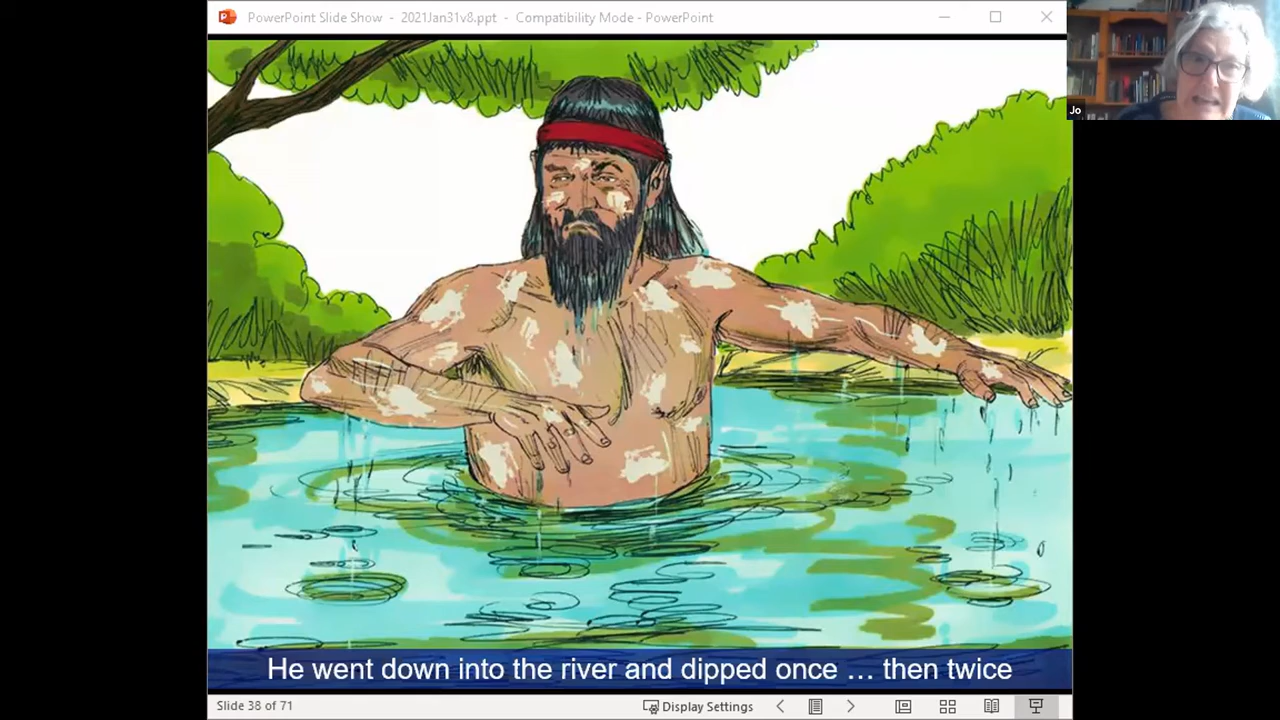 PowerPoint Slide Show - 2021Jan31v8.ppt - Compatibility Mode - PowerPoint
Jo
He went down into the river and dipped once … then twice
Slide 38 of 71
Display Settings